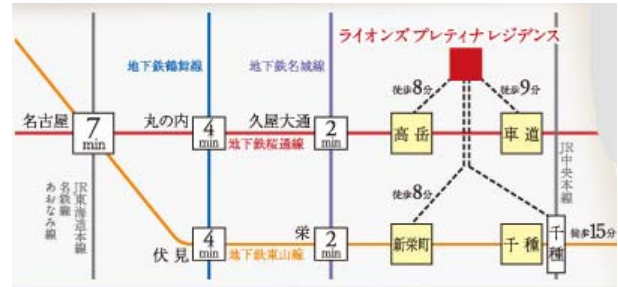 ライオンズ プレティナ レジデンス
地下鉄鶴舞線
地下鉄名城線
徒歩8分
徒歩9分
名古屋
7
min
丸の内
4
min
久屋大通
2
min
高岳
車道
地下鉄桜通線
JR中央本線
JR東海道本線
名鉄線
あおなみ線
徒歩8分
伏見
4
min
地下鉄東山線
栄
2
min
新栄町
千種
千種
徒歩15分